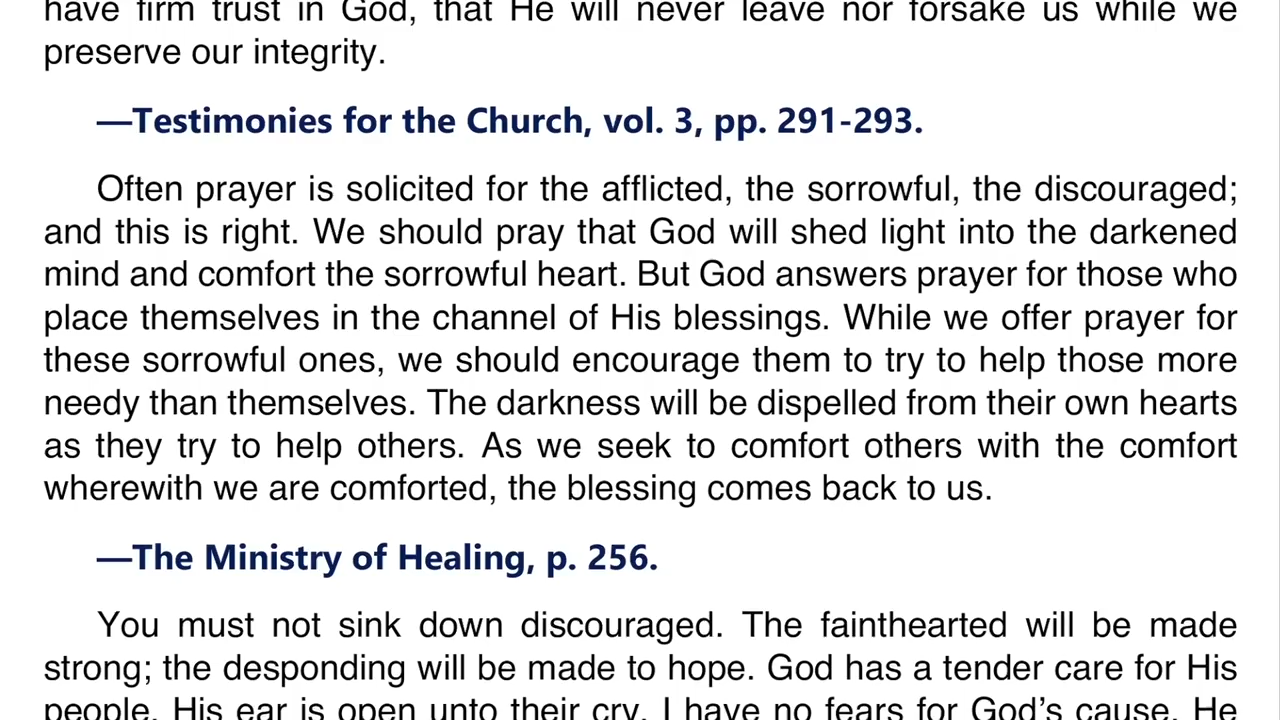 have firm trust in God, that He will never leave nor forsake us while we
preserve our integrity.
—Testimonies for the Church, vol. 3, pp. 291-293.
Often prayer is solicited for the afflicted, the sorrowful, the discouraged;
and this is right. We should pray that God will shed light into the darkened
mind and comfort the sorrowful heart. But God answers prayer for those who
place themselves in the channel of His blessings. While we offer prayer for
these sorrowful ones, we should encourage them to try to help those more
needy than themselves. The darkness will be dispelled from their own hearts
as they try to help others. As we seek to comfort others with the comfort
wherewith we are comforted, the blessing comes back to us.
—The Ministry of Healing, p. 256.
You must not sink down discouraged. The fainthearted will be made
strong; the desponding will be made to hope. God has a tender care for His
people. His ear is open unto their cry. I have no fears for God’s cause. He